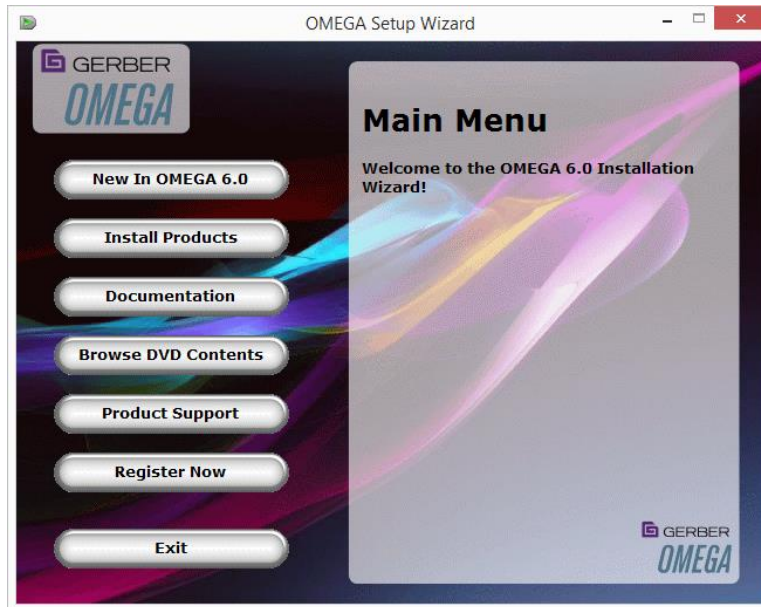 OMEGA Setup Wizard
GERBER
OMEGA
New In OMEGA 6.0
Install Products
Documentation
Browse DVD Contents
Product Support
Register Now
Exit
Main Menu
Welcome to the OMEGA 6.0 Installation
Wizard!
GERBER
OMEGA